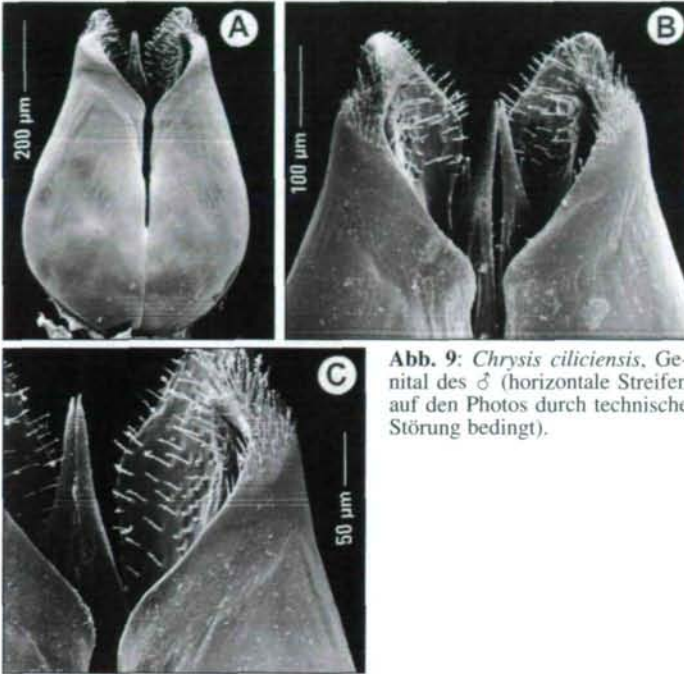 A
200 µm
B
100 µm
C
50 µm
Abb. 9: Chrysis ciliciensis, Ge-
nital des ♂ (horizontale Streifen
auf den Photos durch technische
Störung bedingt).